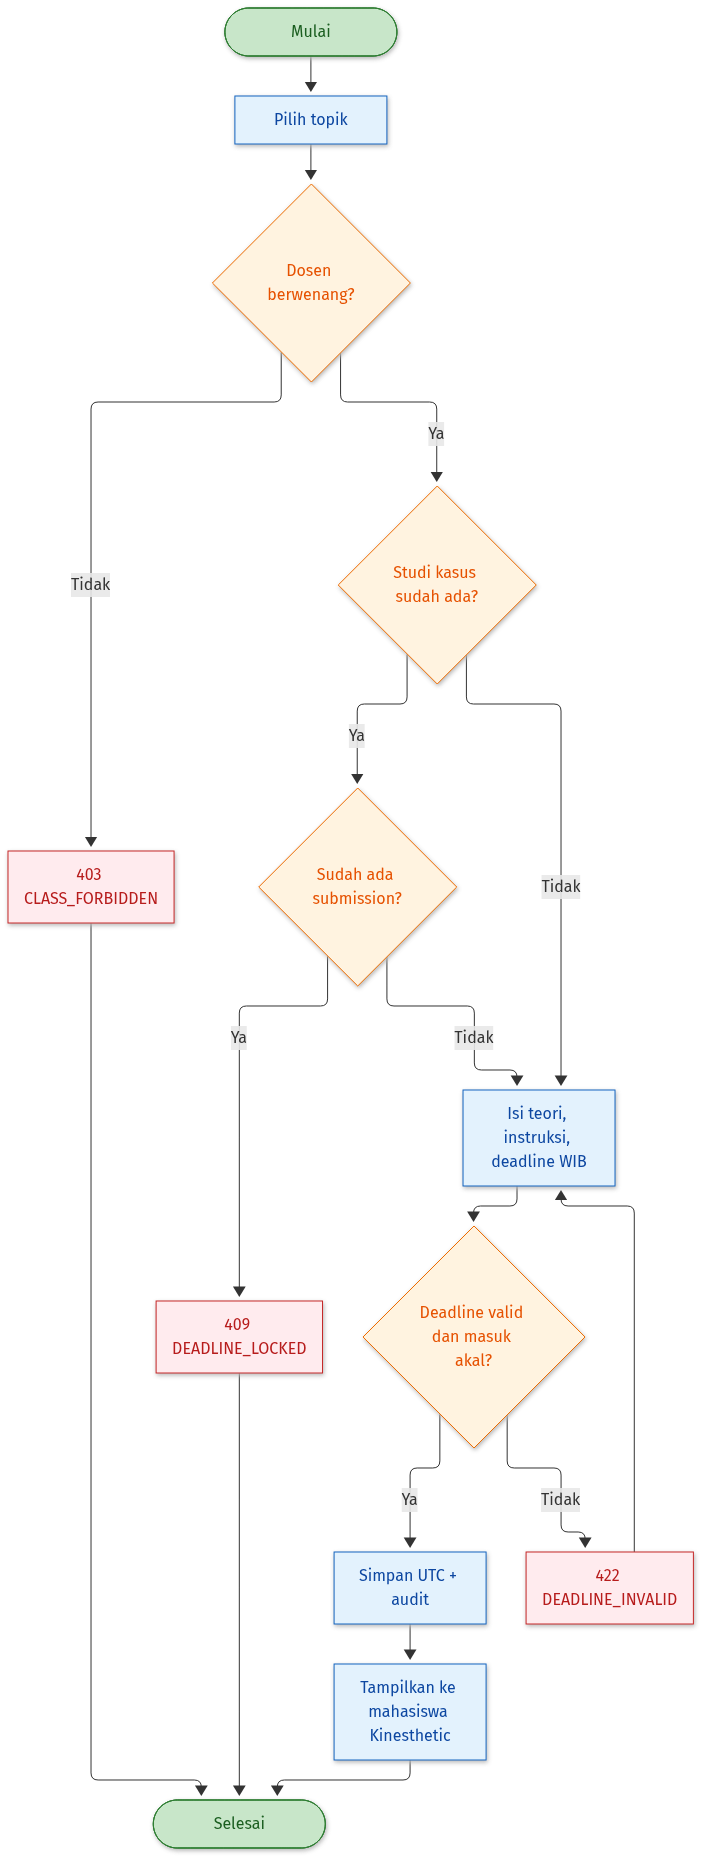 Mulai
Pilih topik
Dosen
berwenang?
Ya
Tidak
Studi kasus
sudah ada?
Ya
Tidak
403
CLASS_FORBIDDEN
Sudah ada
submission?
Ya
Tidak
Isi teori,
instruksi,
deadline WIB
409
DEADLINE_LOCKED
Deadline valid
dan masuk
akal?
Ya
Tidak
Simpan UTC +
audit
422
DEADLINE_INVALID
Tampilkan ke
mahasiswa
Kinesthetic
Selesai